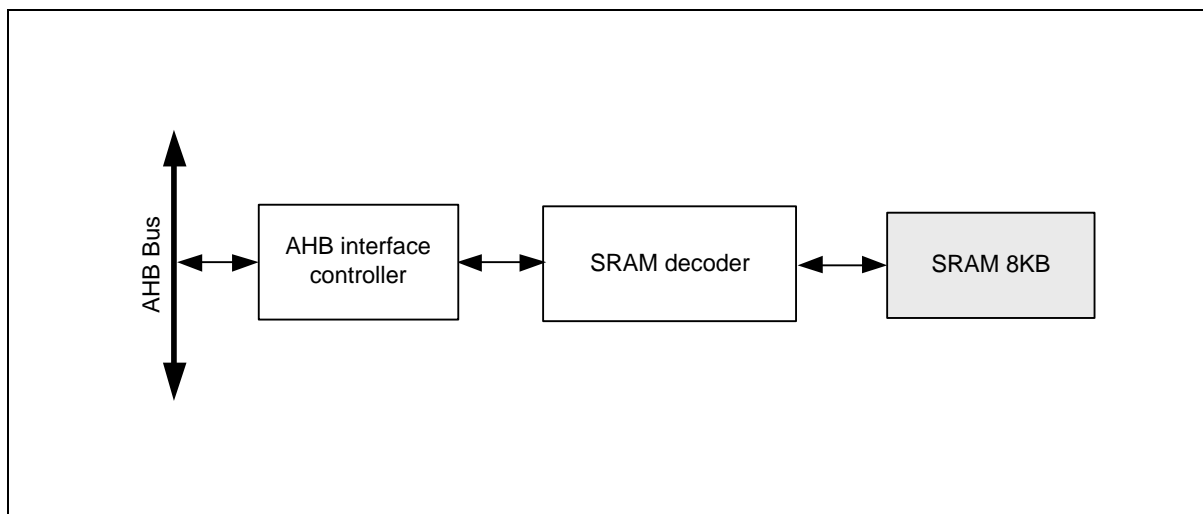 AHB Bus
AHB interface
controller
SRAM decoder
SRAM 8KB